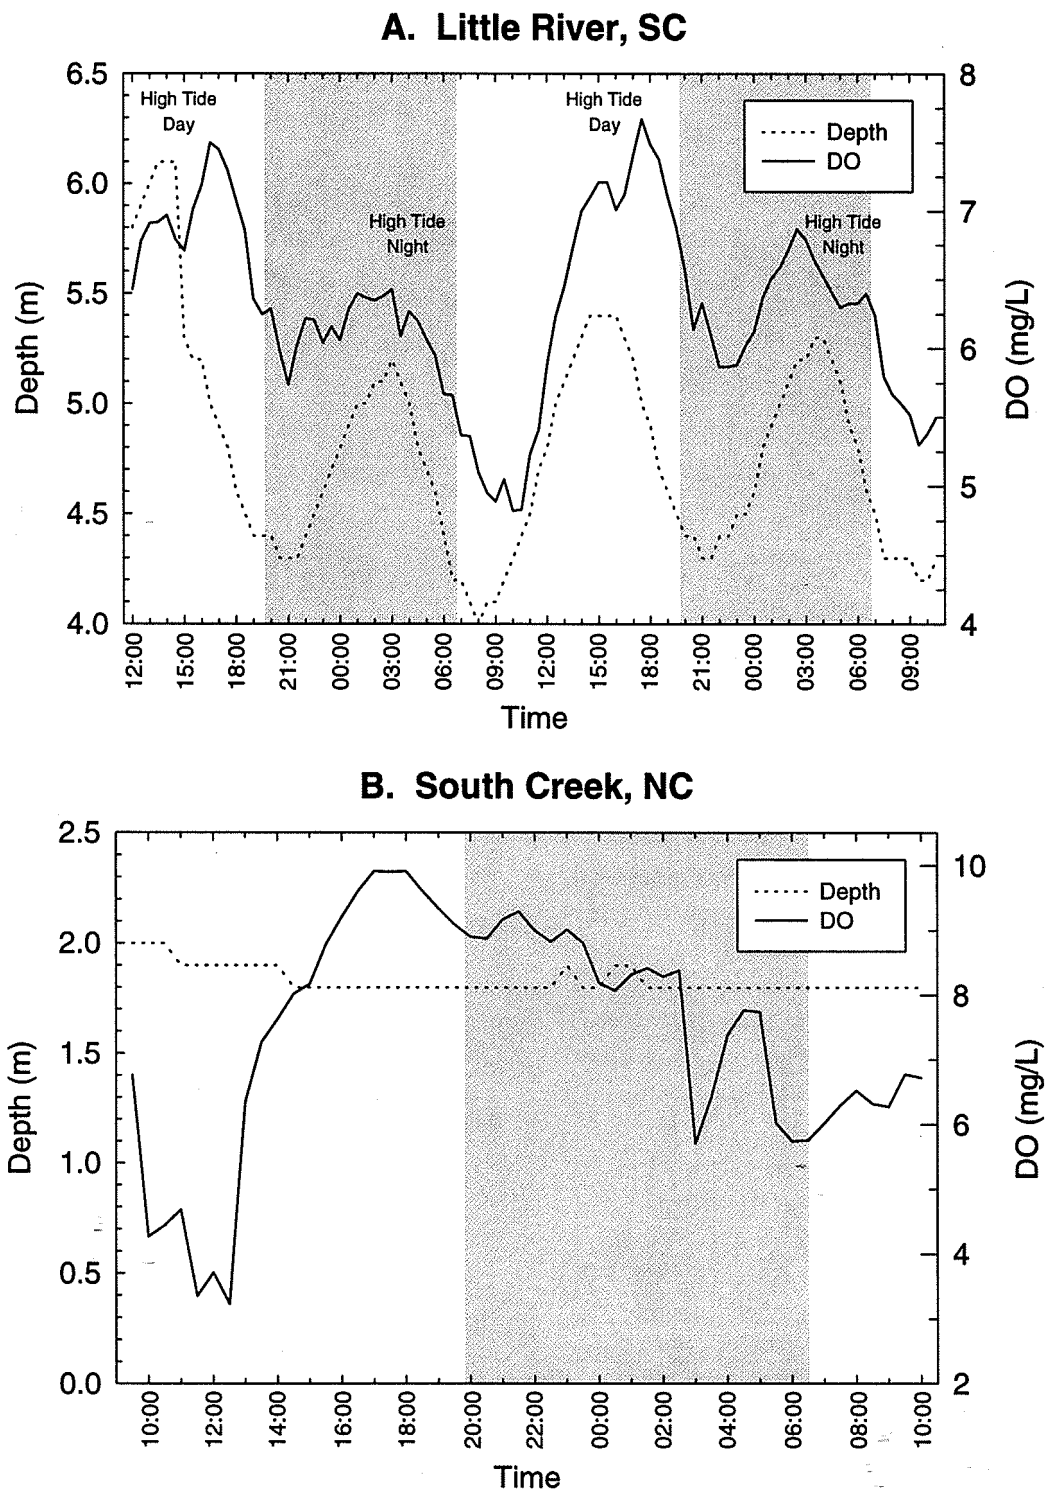 A. Little River, SC
6.5
6.0
5.5
5.0
4.5
4.0
Depth (m)
High Tide
Day
High Tide
Night
High Tide
Day
High Tide
Night
Depth
DO
8
7
6
5
4
DO (mg/L)
12:00
15:00
18:00
21:00
00:00
03:00
06:00
09:00
12:00
15:00
18:00
21:00
00:00
03:00
06:00
09:00
Time
B. South Creek, NC
2.5
2.0
1.5
1.0
0.5
0.0
Depth (m)
Depth
DO
10
8
6
4
2
DO (mg/L)
10:00
12:00
14:00
16:00
18:00
20:00
22:00
00:00
02:00
04:00
06:00
08:00
10:00
Time